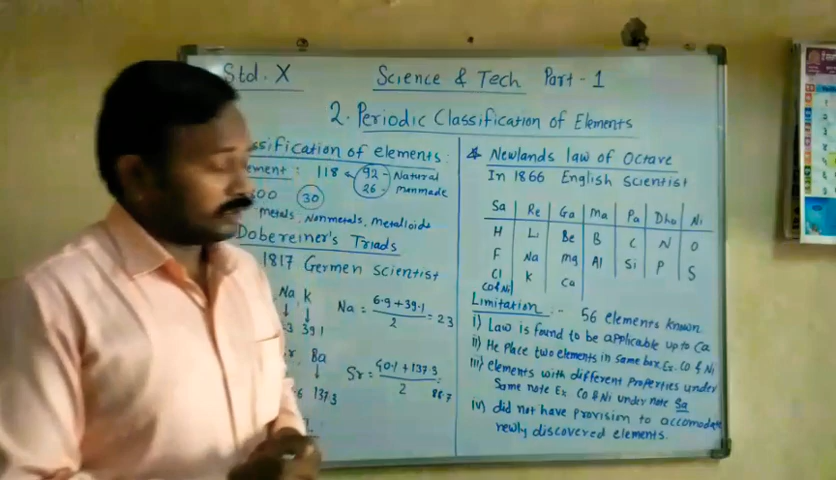 Std. X
Science & Tech Part - 1
2. Periodic Classification of Elements
ssification of elements:
ement : 118
92 - Natural
26 - manmade
30
metals, Nonmetals, Metalloids
Dobereiner's Triads
1817 Germen scientist
Na K
39.1
Na = 6.9 + 39.1 / 2 = 23
Ba
137.3
Sr = 40.1 + 137.3 / 2 = 88.7
* Newlands law of Octave
In 1866 English scientist
Sa Re Ga Ma Pa Dha Ni
H Li Be B C N O
F Na Mg Al Si P S
Cl K Ca
Co & Ni
Limitation :- 56 elements known
i) Law is found to be applicable up to Ca
ii) He Place two elements in same box Ex. Co & Ni
iii) elements with different Properties under
Same note Ex Co & Ni under note Sa
iv) did not have provision to accomodate
newly discovered elements.